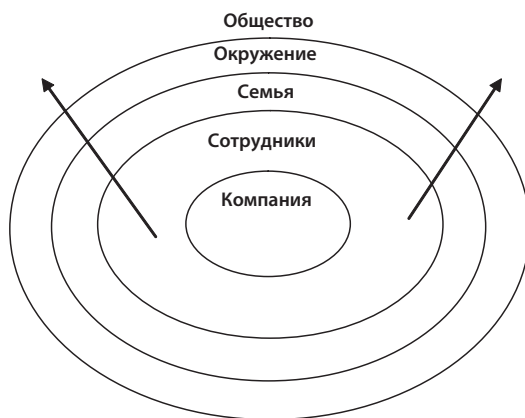 Общество
Окружение
Семья
Сотрудники
Компания